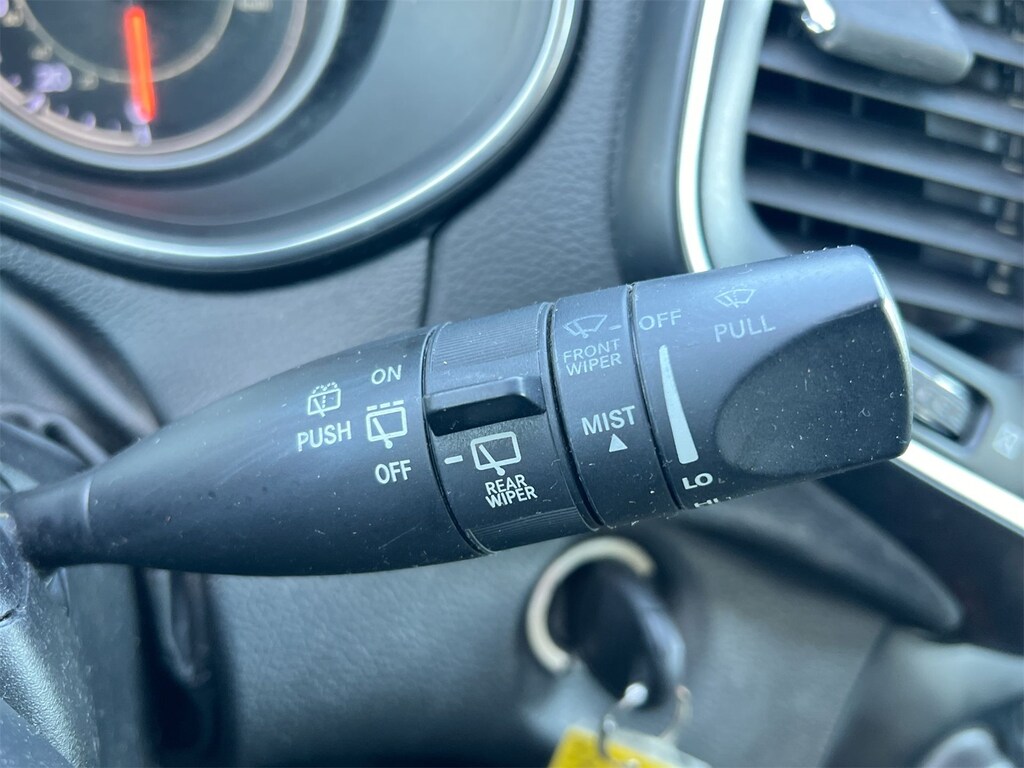 ON
PUSH
OFF
REAR
WIPER
FRONT
WIPER
MIST
OFF
PULL
LO